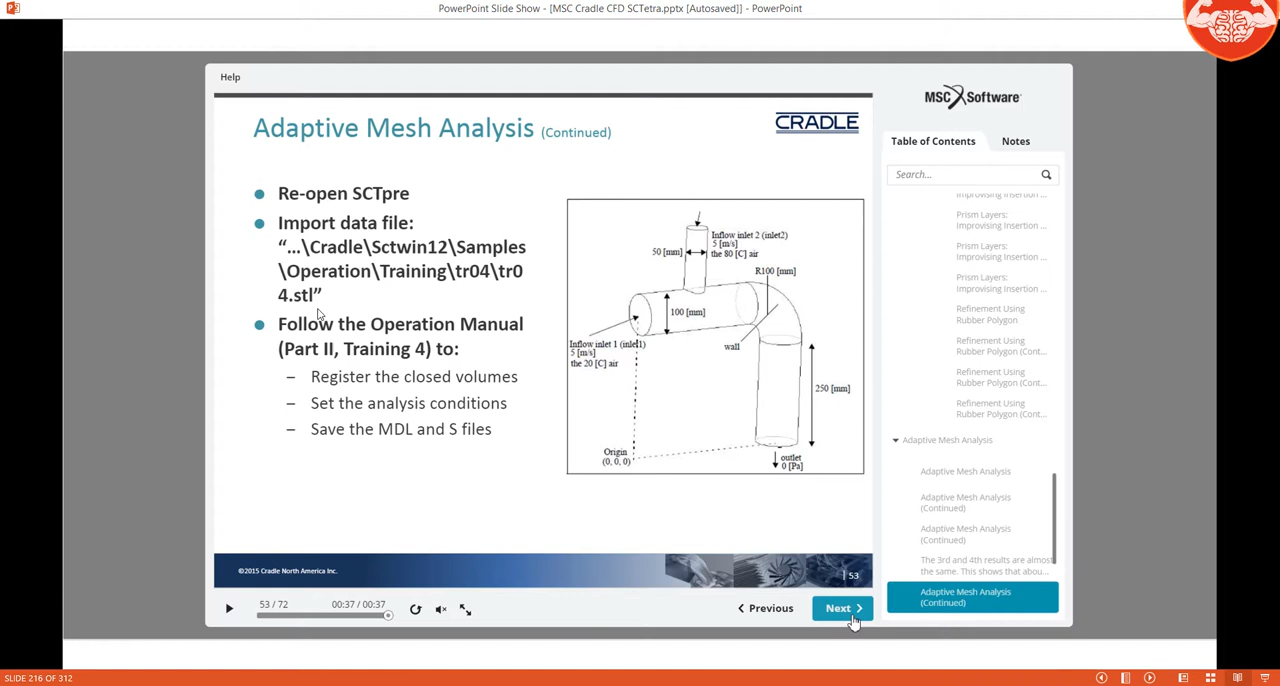 PowerPoint Slide Show - [MSC Cradle CFD SCTetra.pptx [Autosaved]] - PowerPoint
Help
Adaptive Mesh Analysis (Continued)
CRADLE
Re-open SCTpre
Import data file:
“...\Cradle\Sctwin12\Samples
\Operation\Training\tr04\tr0
4.stl”
Follow the Operation Manual
(Part II, Training 4) to:
– Register the closed volumes
– Set the analysis conditions
– Save the MDL and S files
Inflow inlet 2 (inlet2)
5 [m/s]
the 80 [C] air
50 [mm]
R100 [mm]
100 [mm]
Inflow inlet 1 (inlet1)
5 [m/s]
the 20 [C] air
wall
250 [mm]
Origin
(0, 0, 0)
outlet
0 [Pa]
©2015 Cradle North America Inc.
| 53
53 / 72
00:37 / 00:37
Previous
Next
MSC Software
Table of Contents
Notes
Search...
Improvising Insertion ...
Prism Layers:
Improvising Insertion ...
Prism Layers:
Improvising Insertion ...
Prism Layers:
Improvising Insertion ...
Refinement Using
Rubber Polygon
Refinement Using
Rubber Polygon (Cont...
Refinement Using
Rubber Polygon (Cont...
Refinement Using
Rubber Polygon (Cont...
Adaptive Mesh Analysis
Adaptive Mesh Analysis
Adaptive Mesh Analysis
(Continued)
Adaptive Mesh Analysis
(Continued)
The 3rd and 4th results are almost
the same. This shows that abou...
Adaptive Mesh Analysis
(Continued)
SLIDE 216 OF 312